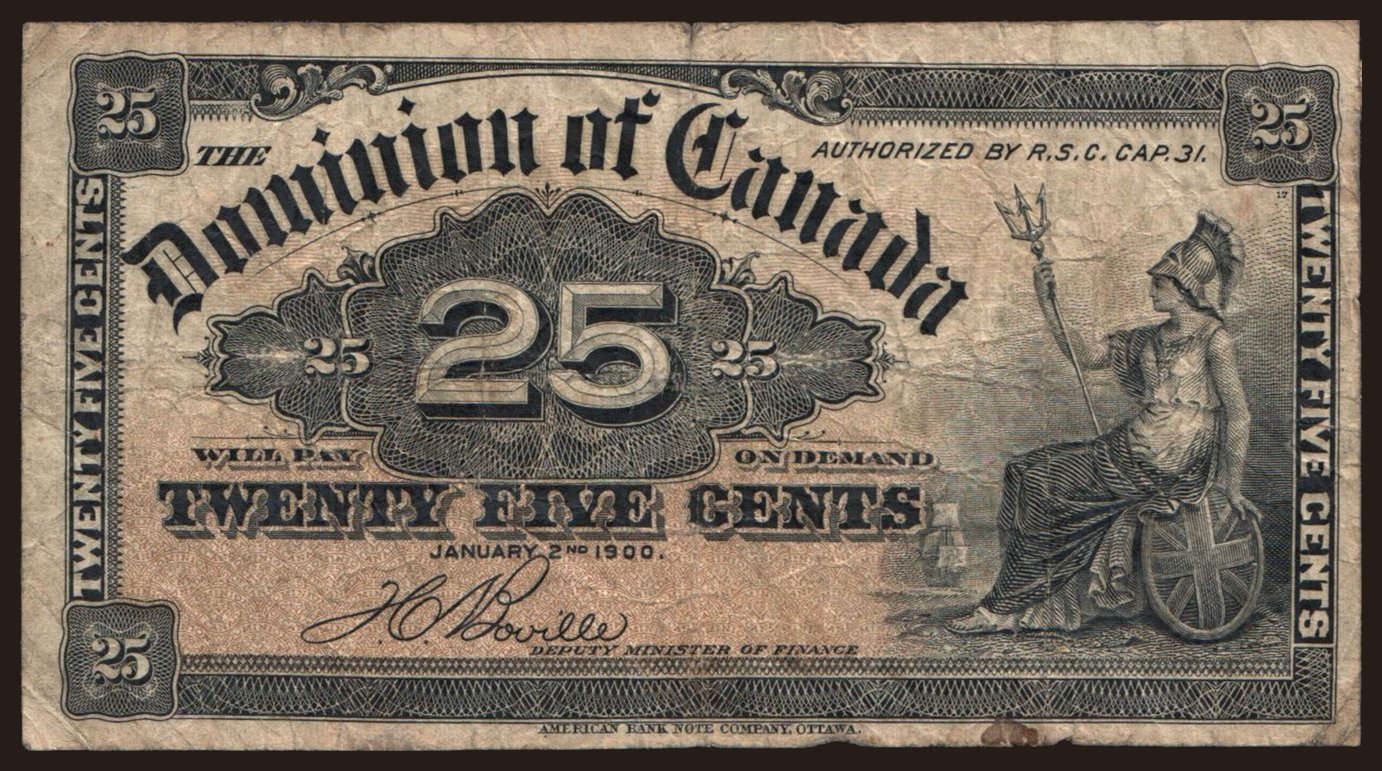 25
25
THE
Dominion of Canada
AUTHORIZED BY R.S.C. CAP. 31.
17
TWENTY FIVE CENTS
TWENTY FIVE CENTS
25
25
25
WILL PAY
ON DEMAND
TWENTY FIVE CENTS
JANUARY 2ND 1900.
J C Boville
DEPUTY MINISTER OF FINANCE
25
AMERICAN BANK NOTE COMPANY, OTTAWA.